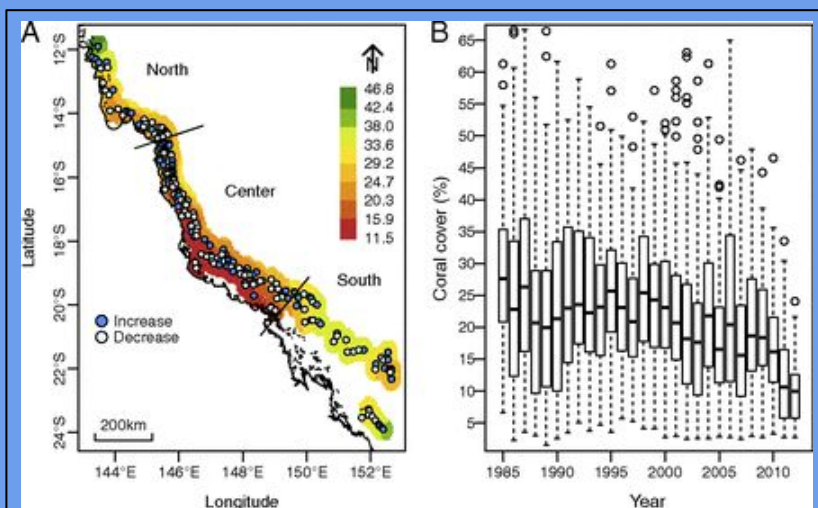 A
North
Center
South
N
46.8
42.4
38.0
33.6
29.2
24.7
20.3
15.9
11.5
Increase
Decrease
200km
Latitude
12°S
14°S
16°S
18°S
20°S
22°S
24°S
144°E 146°E 148°E 150°E 152°E
Longitude
B
Coral cover (%)
65
60
55
50
45
40
35
30
25
20
15
10
5
1985 1990 1995 2000 2005 2010
Year